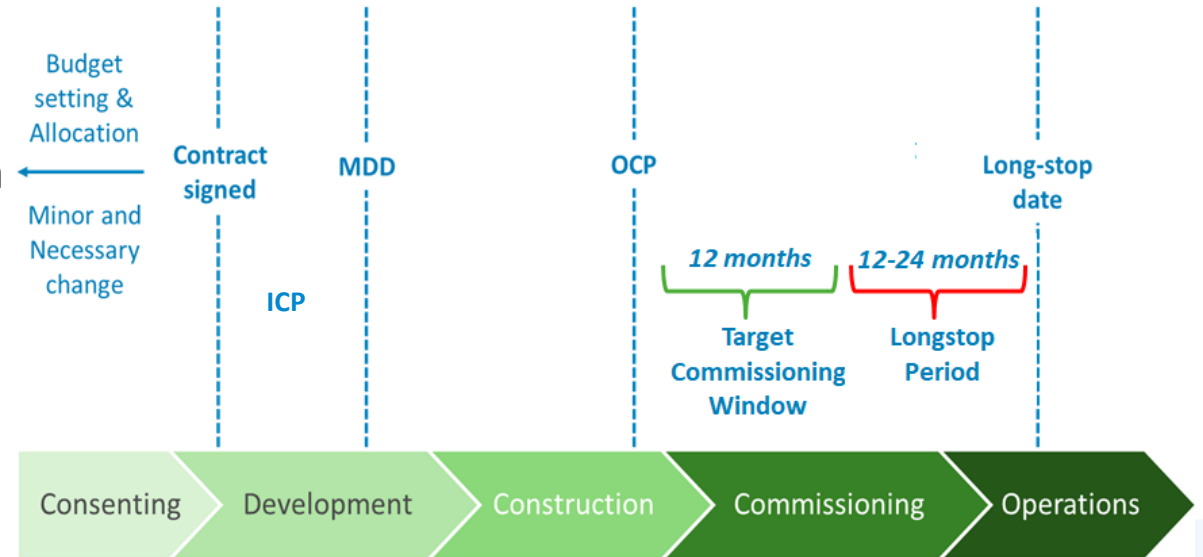 Budget
setting &
Allocation
Minor and
Necessary
change
Contract
signed
ICP
MDD
OCP
Long-stop
date
12 months
12-24 months
Target
Commissioning
Window
Longstop
Period
Consenting
Development
Construction
Commissioning
Operations